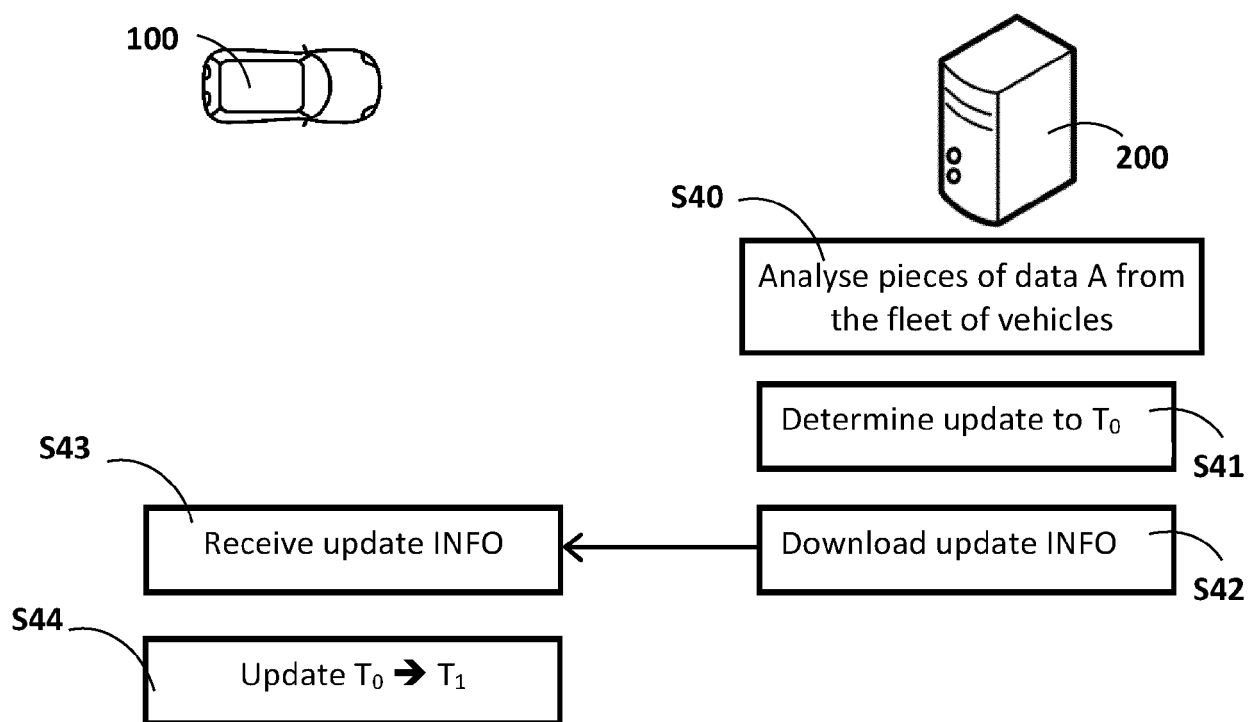 100
200
S40
Analyse pieces of data A from
the fleet of vehicles
Determine update to T₀
S41
S43
Receive update INFO
Download update INFO
S42
S44
Update T₀ ➔ T₁